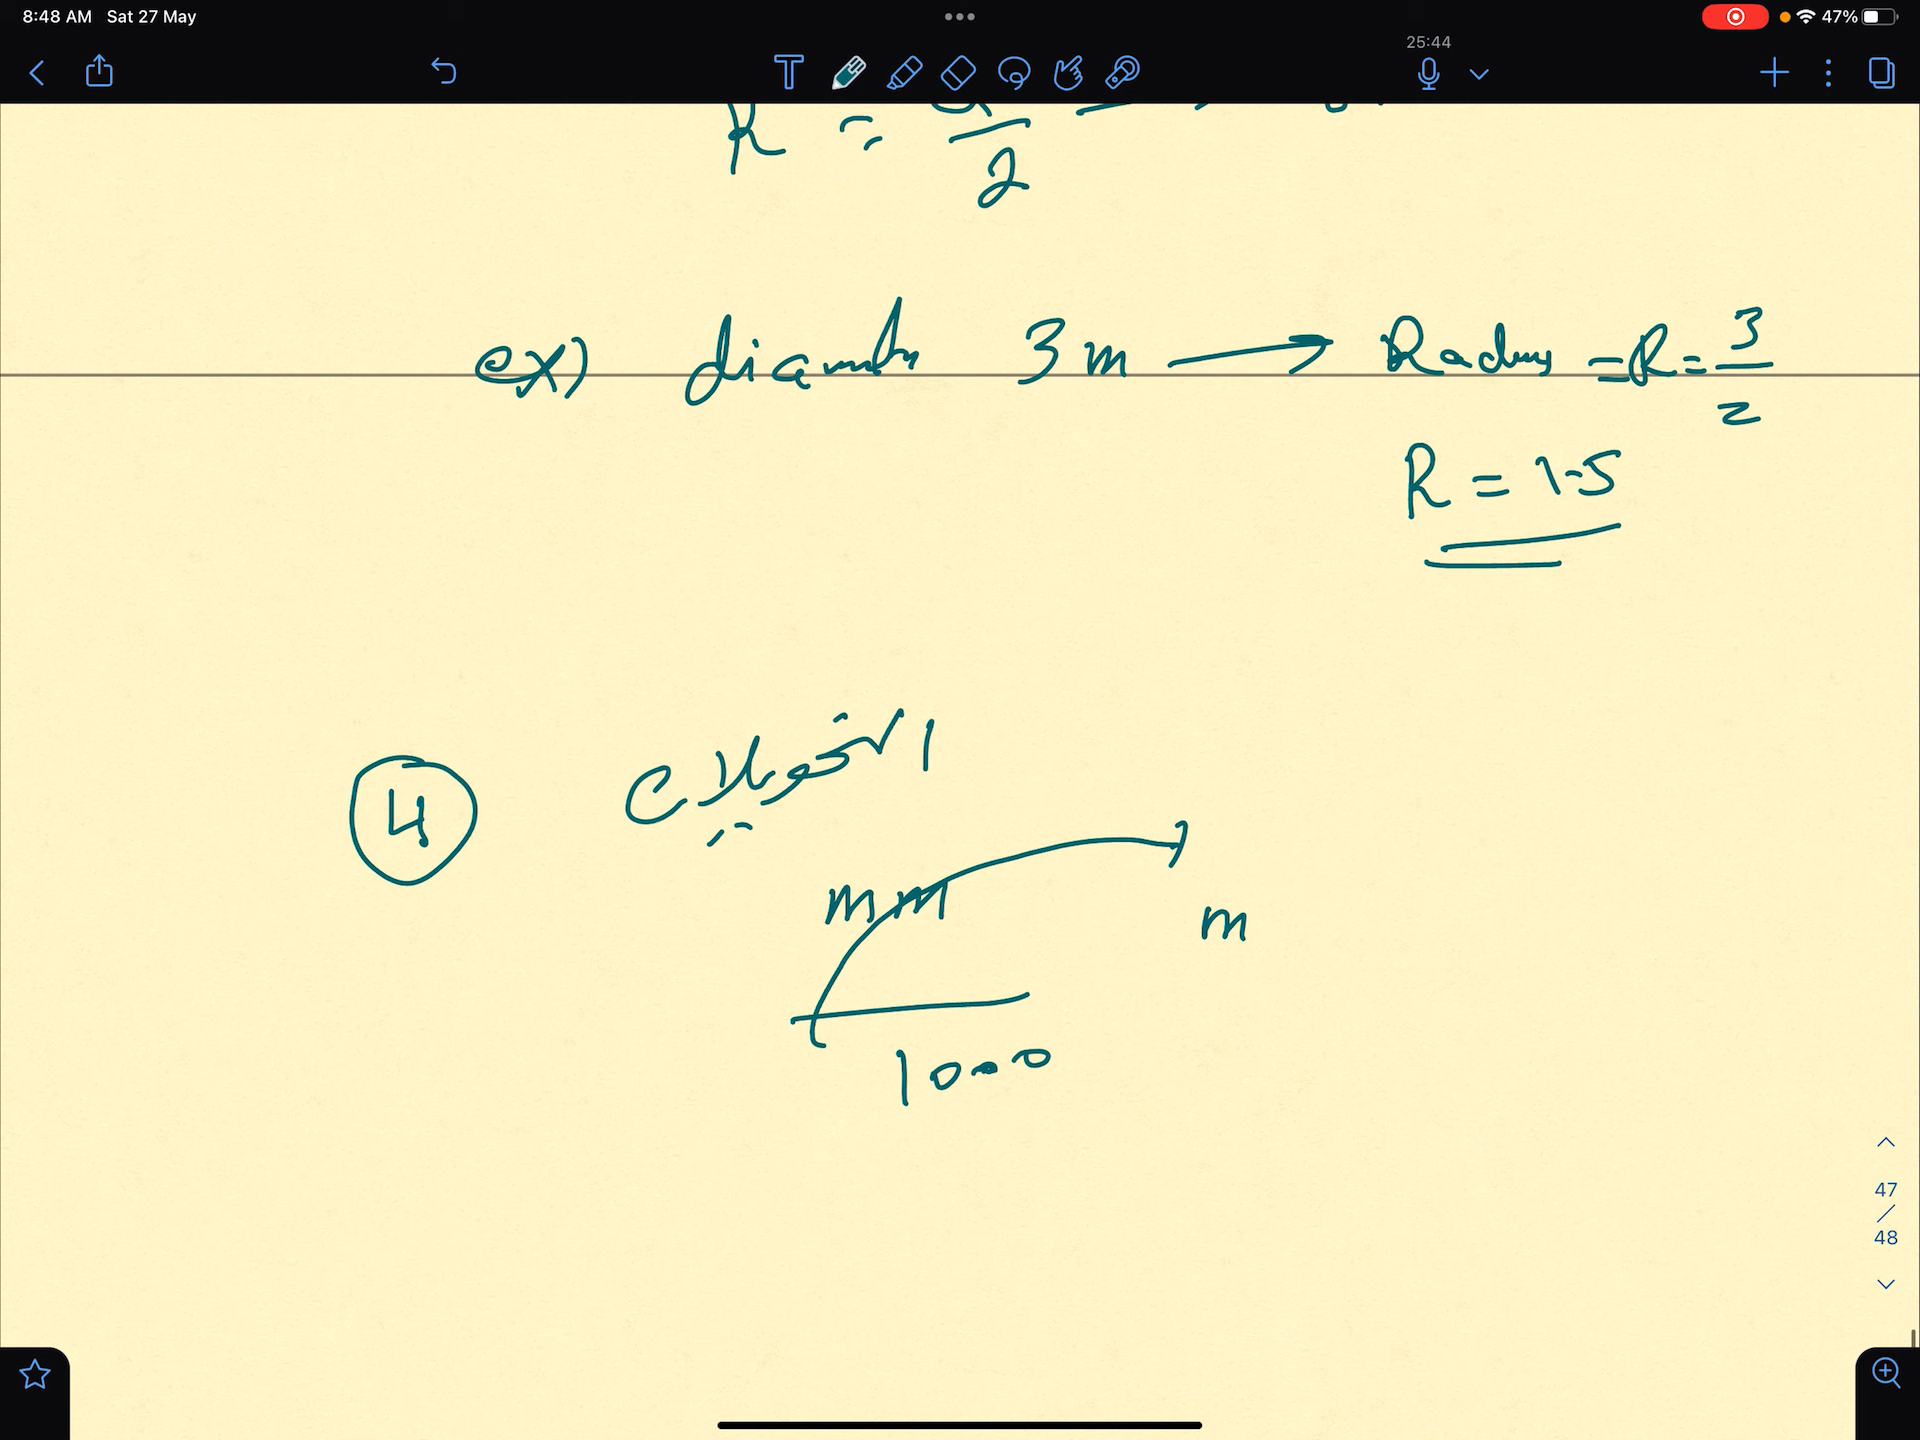 8:48 AM Sat 27 May
47%
25:44
R =
2
ex) diameter 3 m → Radius = R = 3/2
R = 1.5
4
التحويلات
mm
m
1000
47
/
48